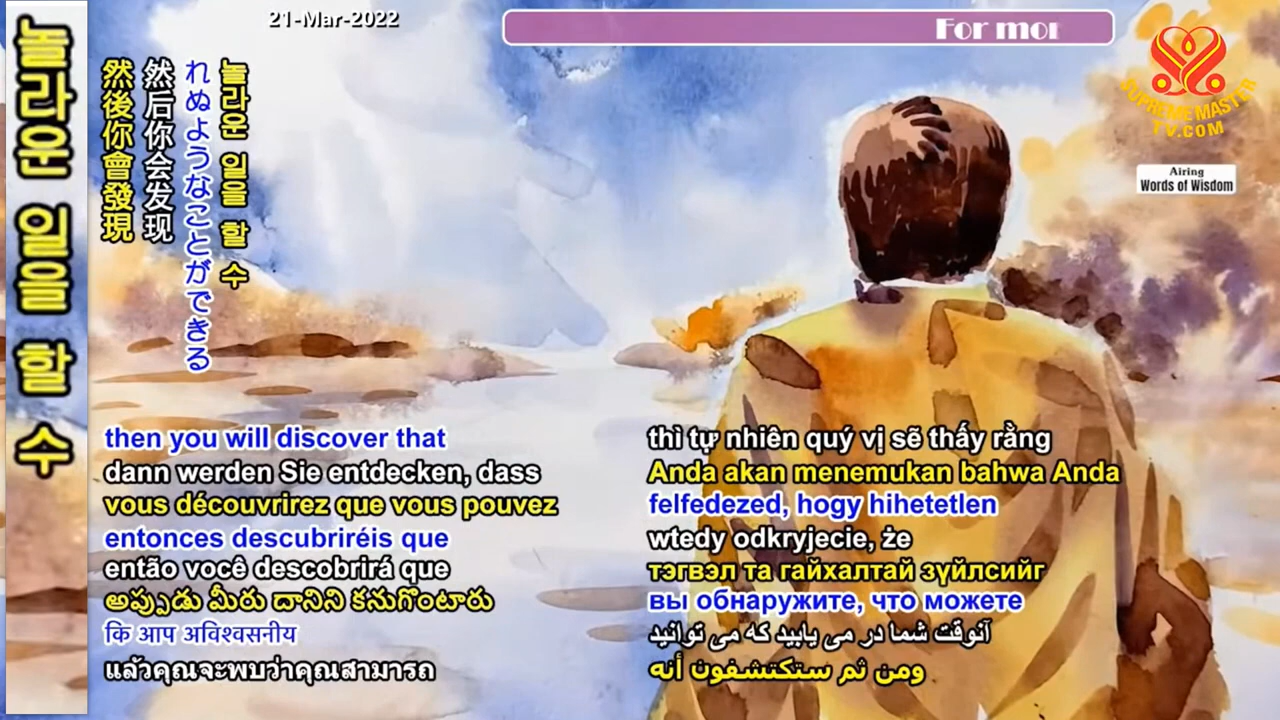 21-Mar-2022
For mor
SUPREME MASTER
TV.COM
Airing
Words of Wisdom
놀라운 일을 할 수
然後你會發現
然后你会发现
れぬようなことができる
놀라운 일을 할 수
then you will discover that
dann werden Sie entdecken, dass
vous découvrirez que vous pouvez
entonces descubriréis que
então você descobrirá que
అప్పుడు మీరు దానిని కనుగొంటారు
कि आप अविश्वसनीय
แล้วคุณจะพบว่าคุณสามารถ
thì tự nhiên quý vị sẽ thấy rằng
Anda akan menemukan bahwa Anda
felfedezed, hogy hihetetlen
wtedy odkryjecie, że
тэгвэл та гайхалтай зүйлсийг
вы обнаружите, что можете
آنوقت شما در می یابید که می توانید
ومن ثم ستكتشفون أنه